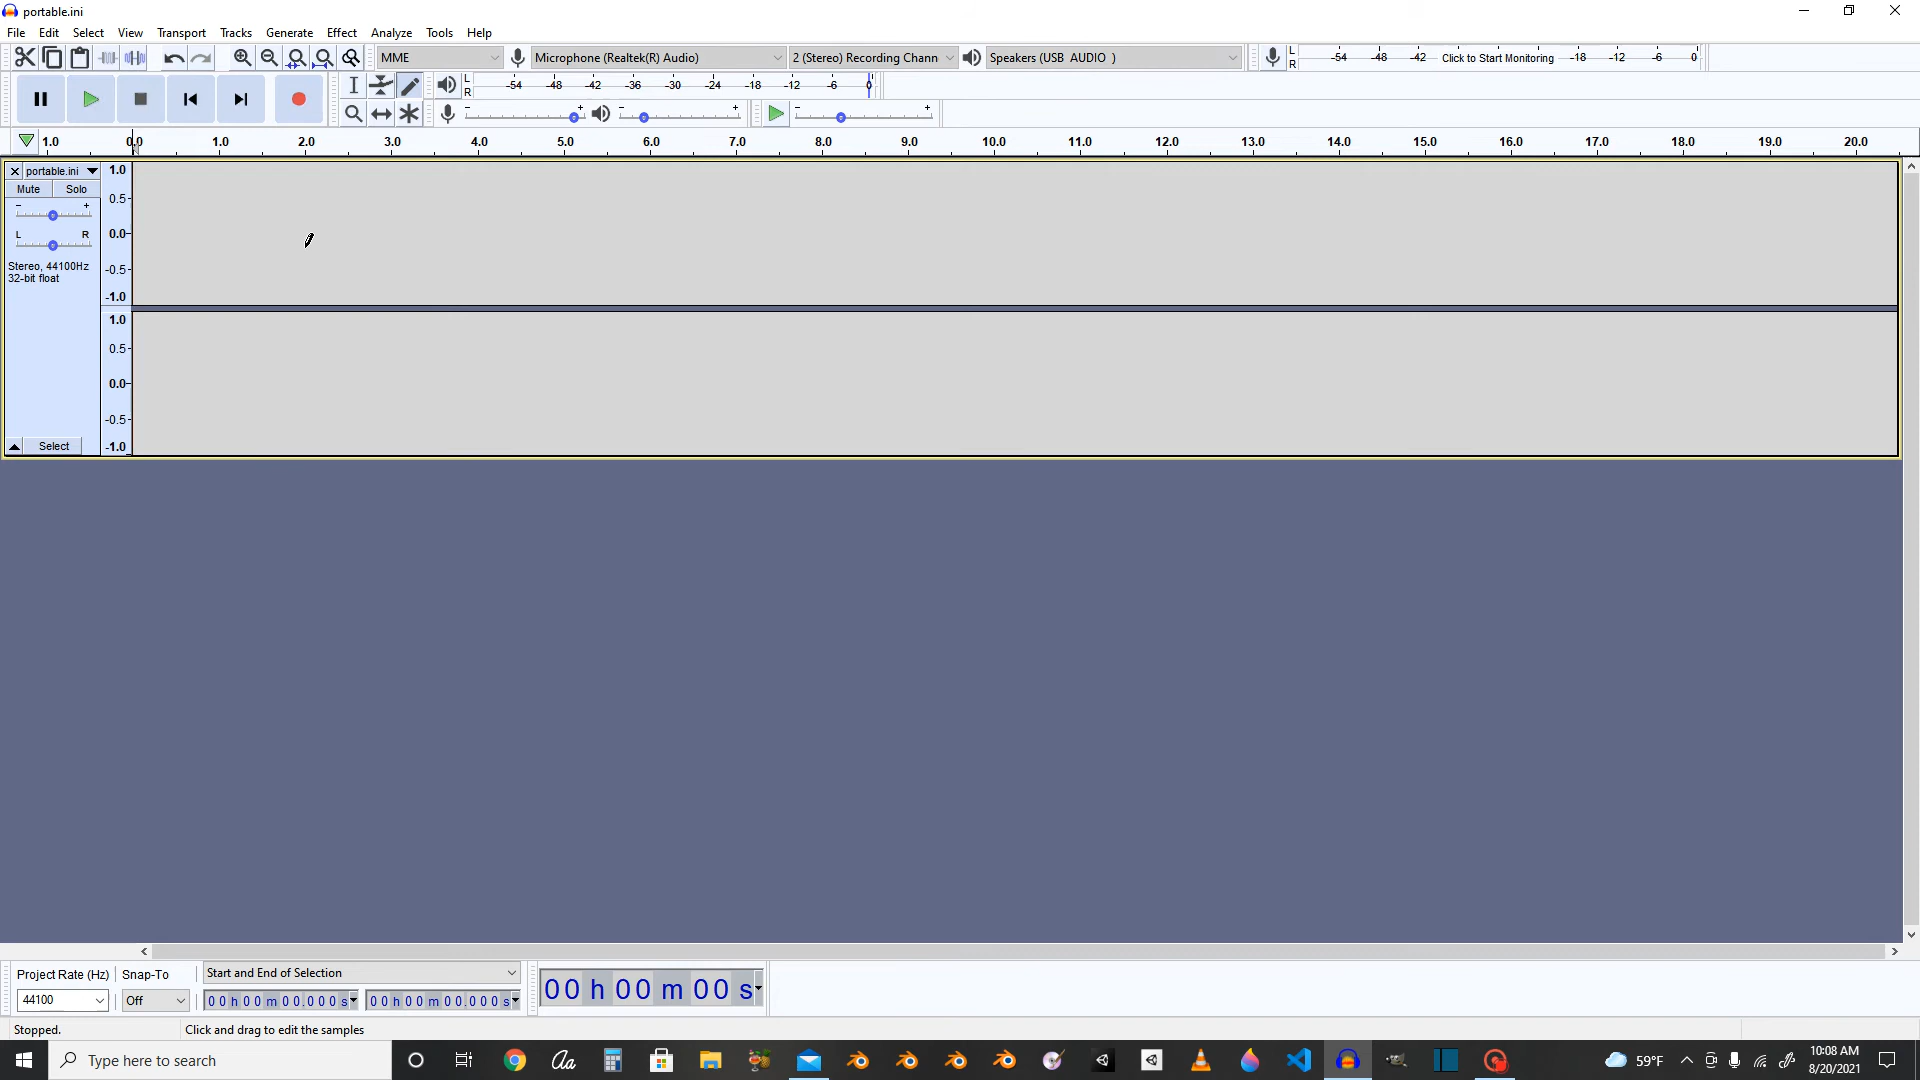 portable.ini
File Edit Select View Transport Tracks Generate Effect Analyze Tools Help
MME Microphone (Realtek(R) Audio) 2 (Stereo) Recording Chann Speakers (USB AUDIO ) L R -54 -48 -42 Click to Start Monitoring -18 -12 -6 0
L R -54 -48 -42 -36 -30 -24 -18 -12 -6 0
- + - + - +
1.0 0.0 1.0 2.0 3.0 4.0 5.0 6.0 7.0 8.0 9.0 10.0 11.0 12.0 13.0 14.0 15.0 16.0 17.0 18.0 19.0 20.0
portable.ini 1.0
Mute Solo 0.5
- +
L R 0.0
Stereo, 44100Hz -0.5
32-bit float
-1.0
1.0
0.5
0.0
-0.5
Select -1.0
Project Rate (Hz) Snap-To Start and End of Selection
44100 Off 00 h 00 m 00.000 s 00 h 00 m 00.000 s 00 h 00 m 00 s
Stopped. Click and drag to edit the samples
Type here to search Aa 59°F 10:08 AM
8/20/2021